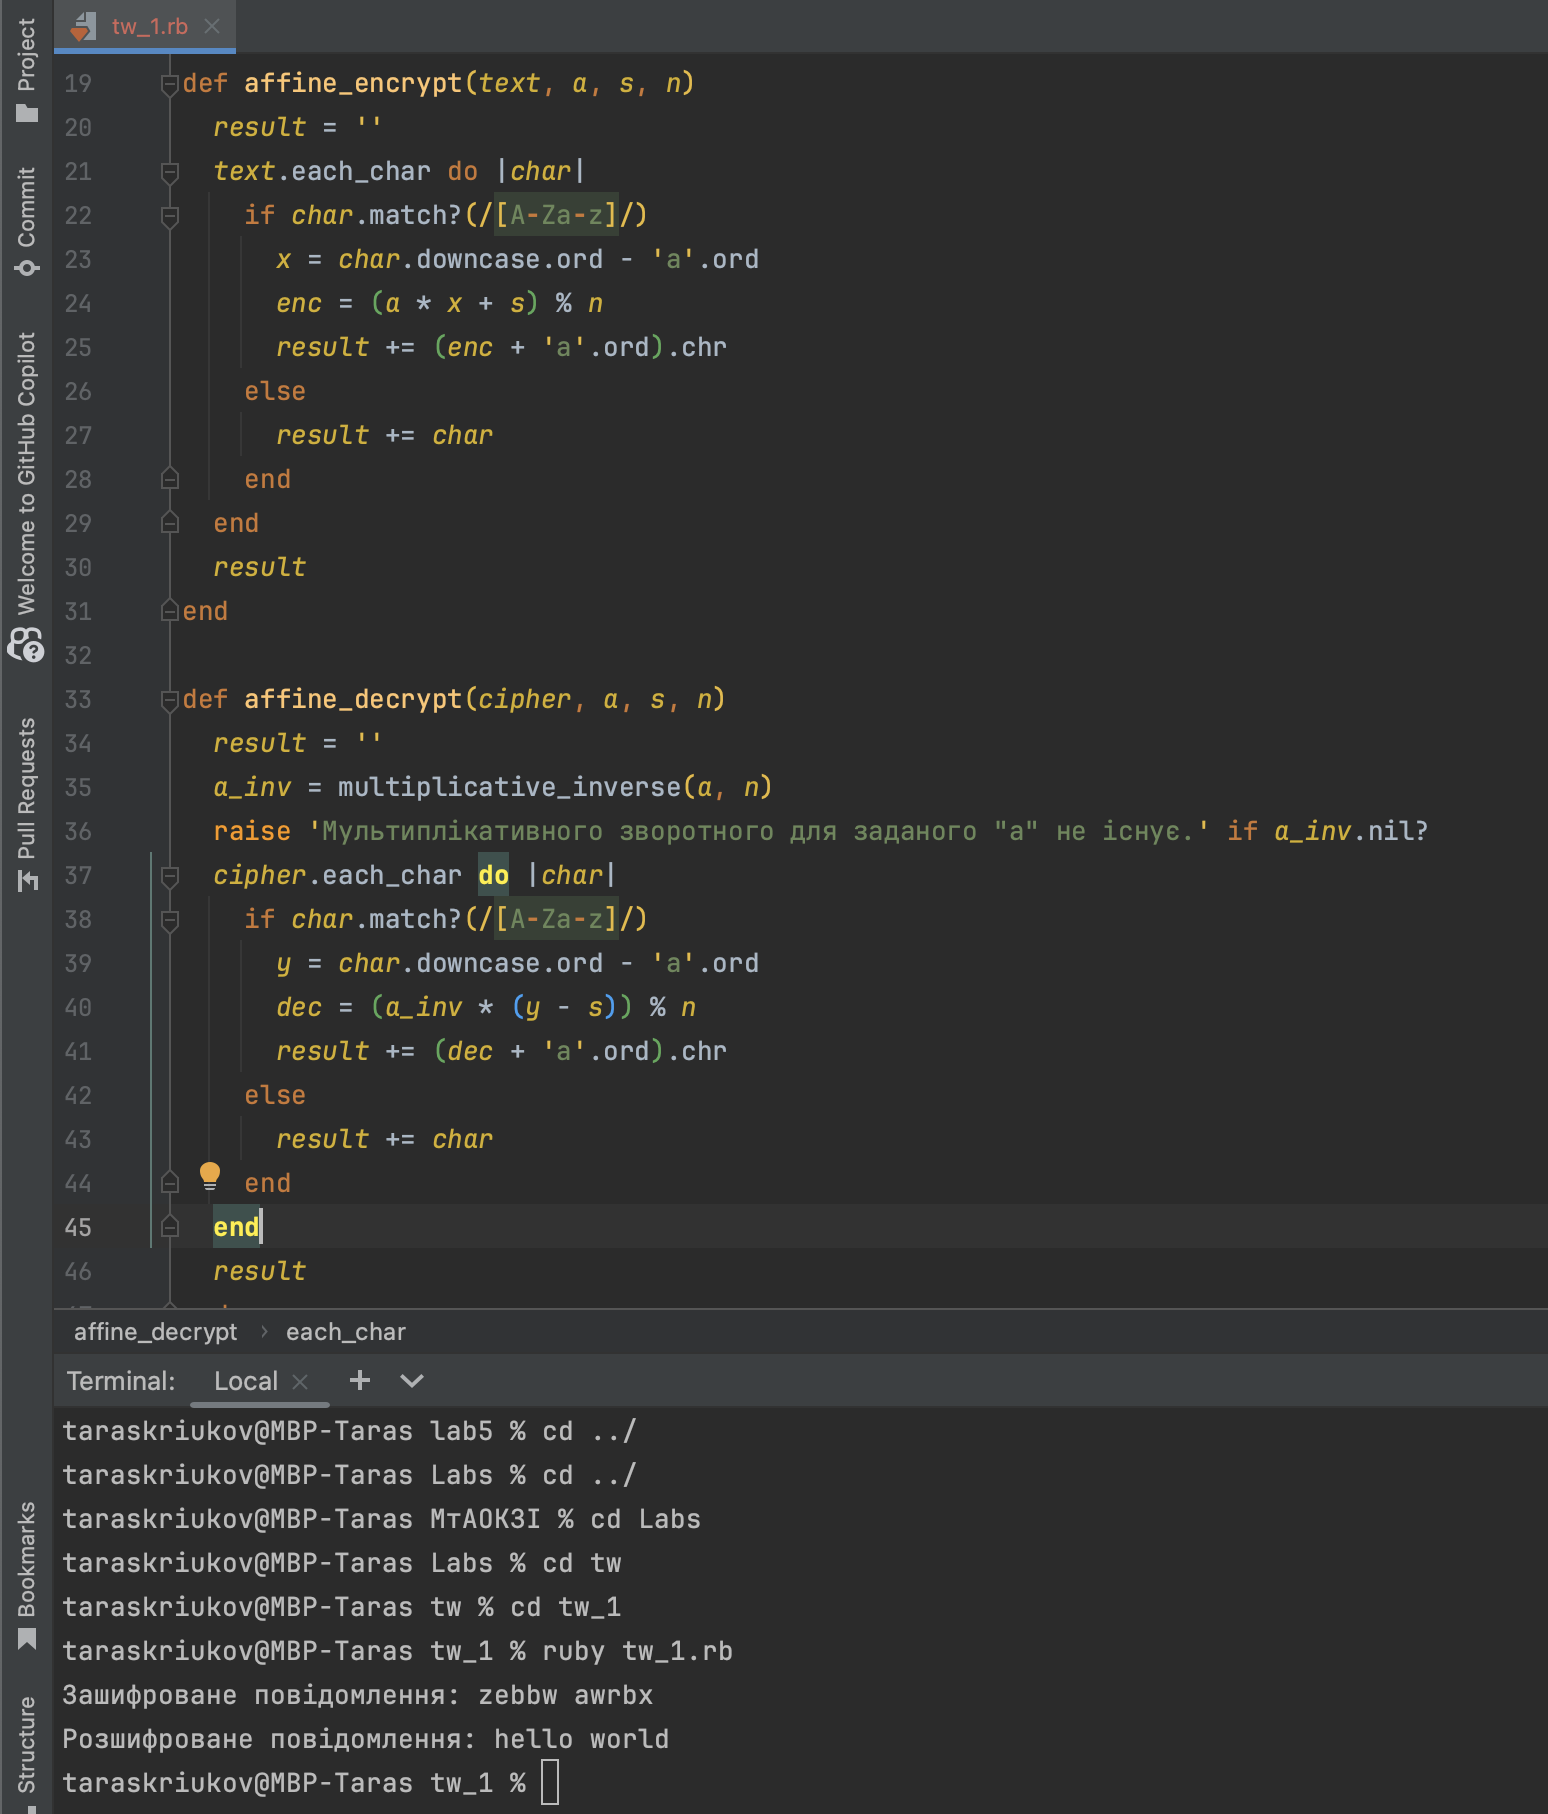 tw_1.rb
Project
Commit
Welcome to GitHub Copilot
Pull Requests
Bookmarks
Structure
19 def affine_encrypt(text, a, s, n)
20 result = ''
21 text.each_char do |char|
22 if char.match?(/[A-Za-z]/)
23 x = char.downcase.ord - 'a'.ord
24 enc = (a * x + s) % n
25 result += (enc + 'a'.ord).chr
26 else
27 result += char
28 end
29 end
30 result
31 end
32
33 def affine_decrypt(cipher, a, s, n)
34 result = ''
35 a_inv = multiplicative_inverse(a, n)
36 raise 'Мультиплікативного зворотного для заданого "a" не існує.' if a_inv.nil?
37 cipher.each_char do |char|
38 if char.match?(/[A-Za-z]/)
39 y = char.downcase.ord - 'a'.ord
40 dec = (a_inv * (y - s)) % n
41 result += (dec + 'a'.ord).chr
42 else
43 result += char
44 end
45 end
46 result
affine_decrypt › each_char
Terminal: Local
taraskriukov@MBP-Taras lab5 % cd ../
taraskriukov@MBP-Taras Labs % cd ../
taraskriukov@MBP-Taras МтАОКЗІ % cd Labs
taraskriukov@MBP-Taras Labs % cd tw
taraskriukov@MBP-Taras tw % cd tw_1
taraskriukov@MBP-Taras tw_1 % ruby tw_1.rb
Зашифроване повідомлення: zebbw awrbx
Розшифроване повідомлення: hello world
taraskriukov@MBP-Taras tw_1 %